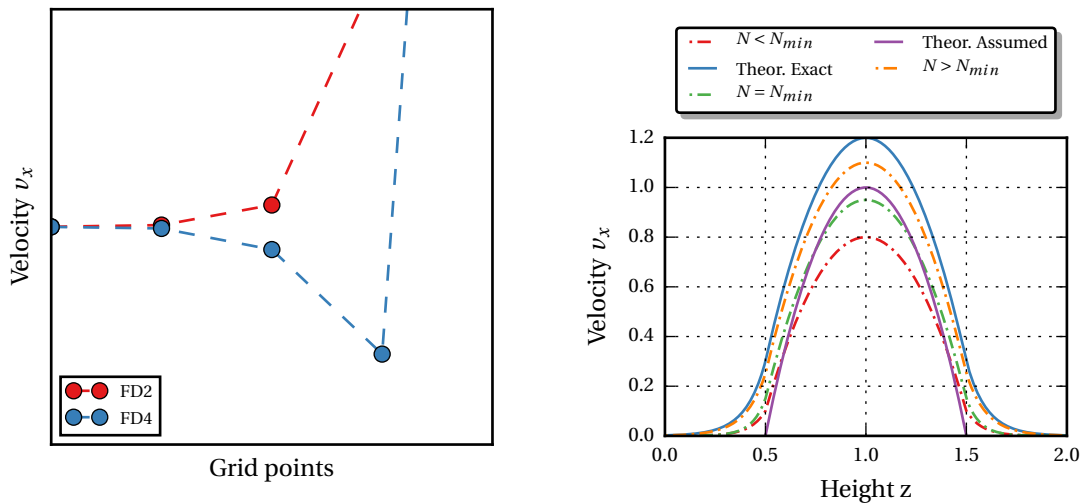 Velocity v_x
FD2
FD4
Grid points
N < N_min
Theor. Exact
N = N_min
Theor. Assumed
N > N_min
Velocity v_x
1.2
1.0
0.8
0.6
0.4
0.2
0.0
0.0 0.5 1.0 1.5 2.0
Height z